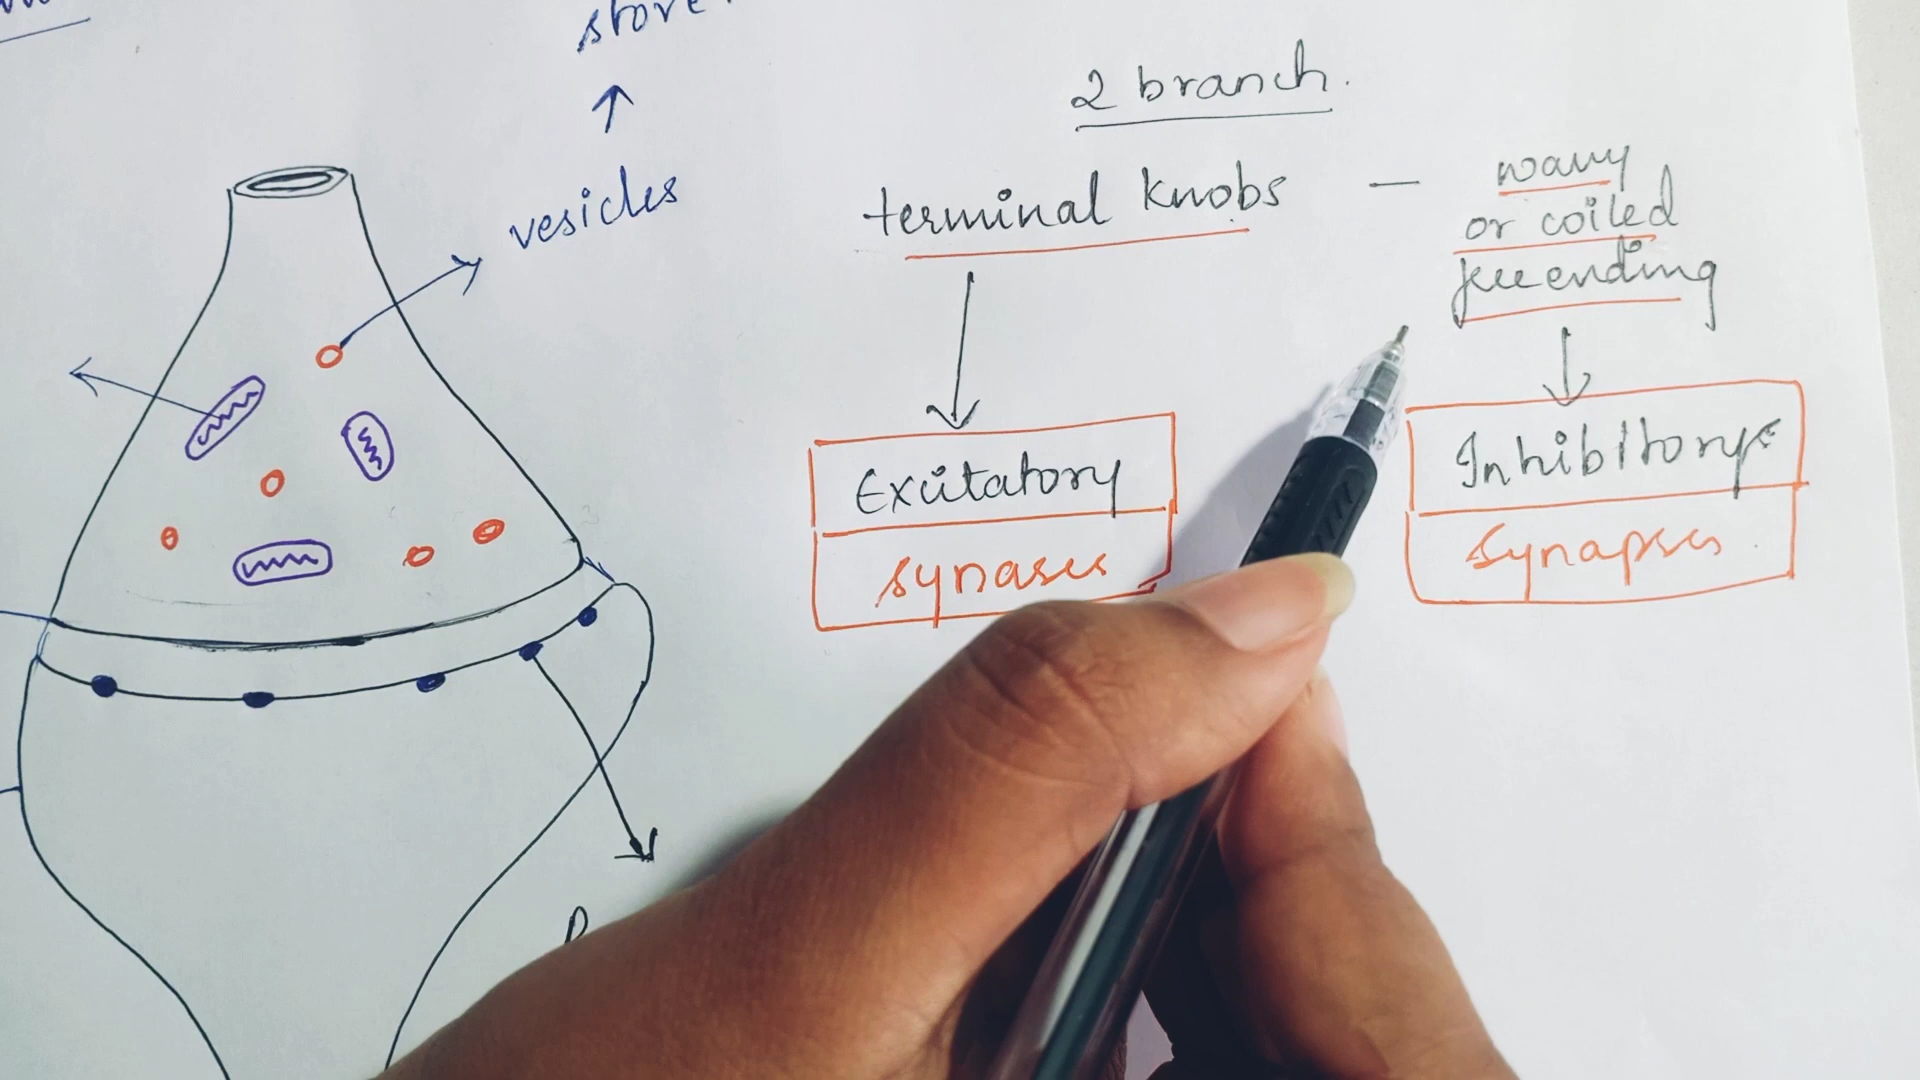 store
vesicles
2 branch.
terminal knobs — wavy
or coiled
free ending
Excitatory
synases
Inhibitory
synapses